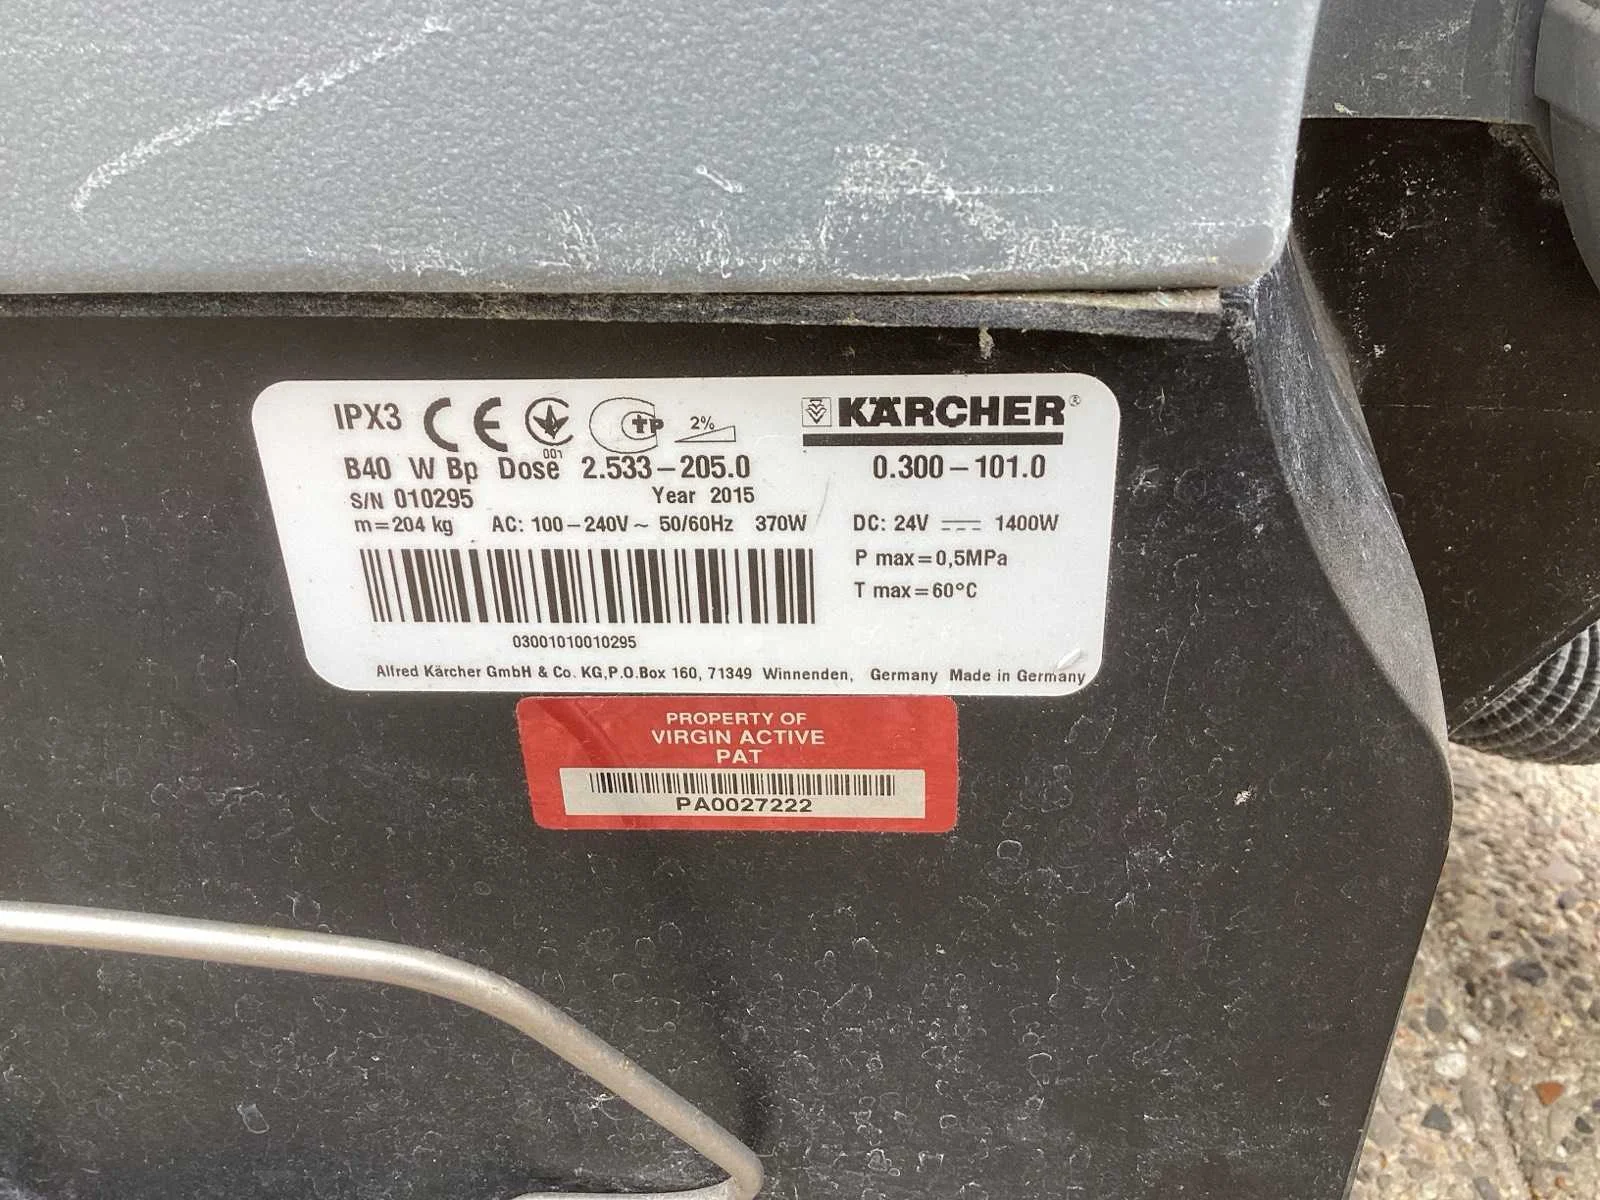 IPX3 CE 001 2% KÄRCHER®
B40 W Bp Dose 2.533-205.0 0.300-101.0
S/N 010295 Year 2015
m=204 kg AC: 100-240V~ 50/60Hz 370W DC: 24V ⎓ 1400W
P max=0,5MPa
T max=60°C
03001010010295
Alfred Kärcher GmbH & Co. KG,P.O.Box 160, 71349 Winnenden, Germany Made in Germany
PROPERTY OF
VIRGIN ACTIVE
PAT
PA0027222